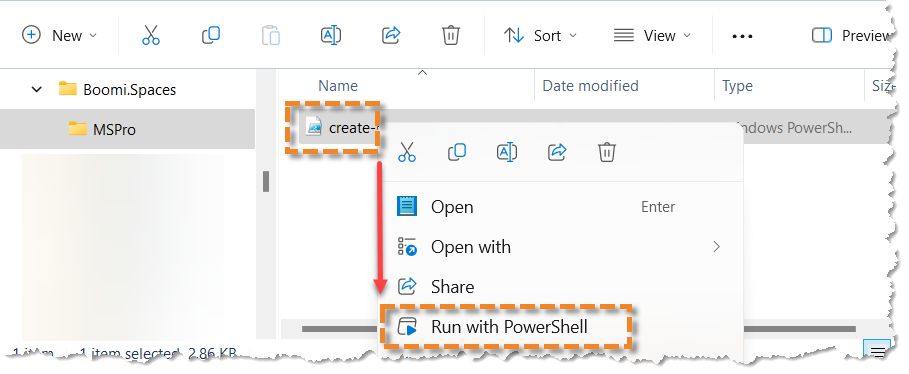 New Sort View Preview
Boomi.Spaces
MSPro
Name Date modified Type Siz
create-
indows PowerSh...
Open Enter
Open with
Share
Run with PowerShell
1 item 1 item selected 2.86 KB